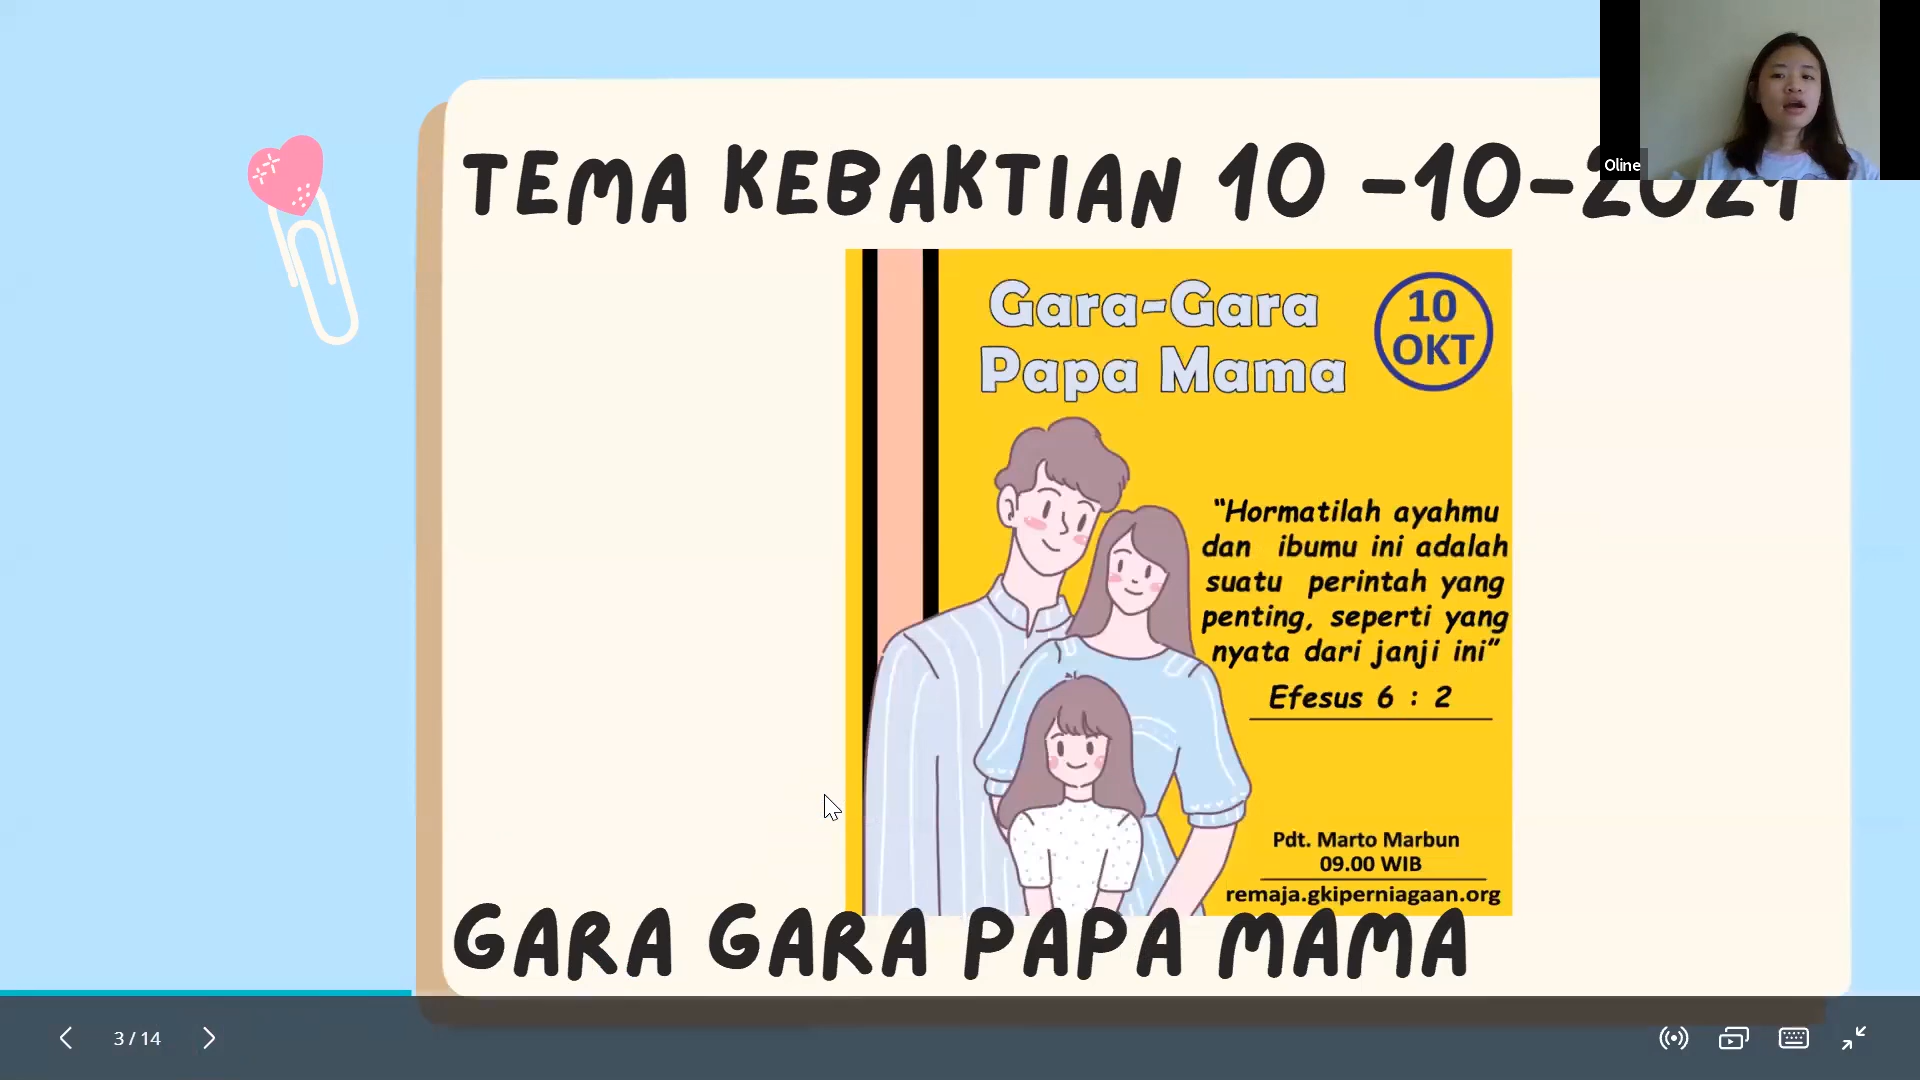 Oline
TEMA KEBAKTIAN 10 -10-2021
Gara-Gara
Papa Mama
10
OKT
"Hormatilah ayahmu
dan ibumu ini adalah
suatu perintah yang
penting, seperti yang
nyata dari janji ini"
Efesus 6 : 2
Pdt. Marto Marbun
09.00 WIB
remaja.gkiperniagaan.org
GARA GARA PAPA MAMA
3 / 14